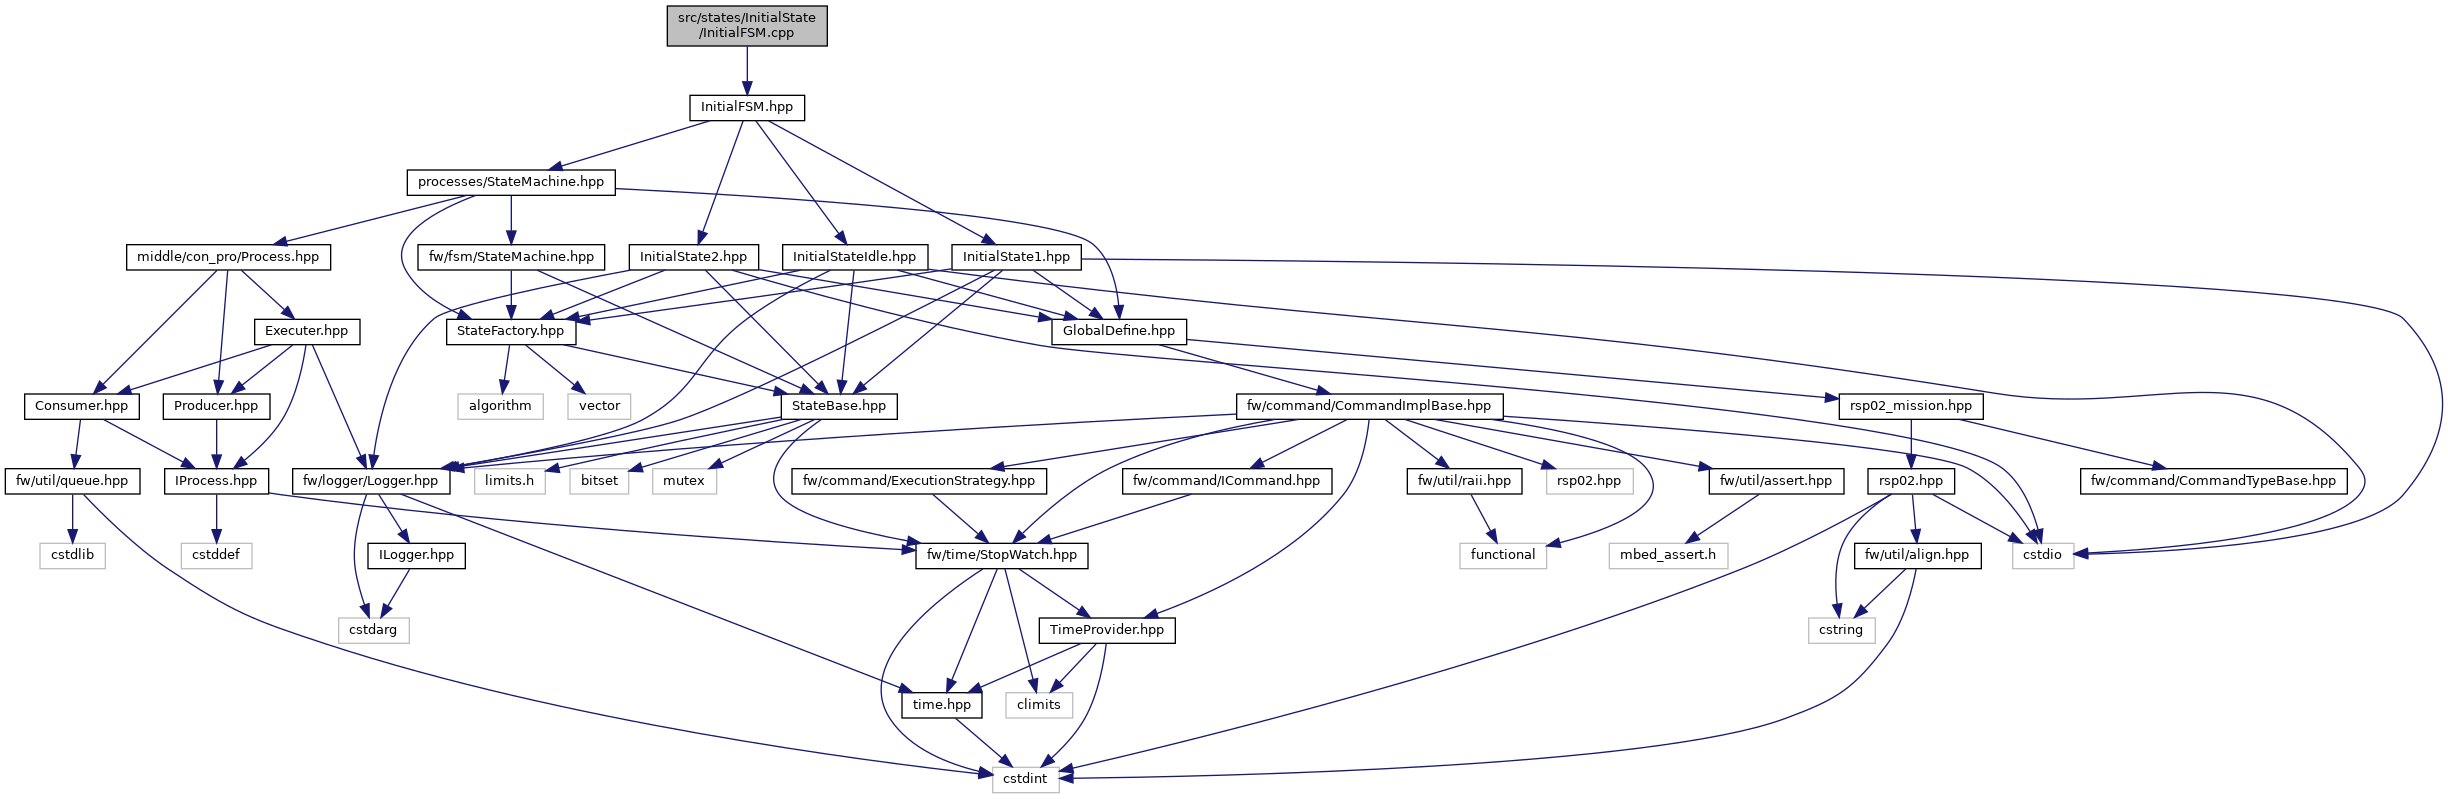 src/states/InitialState
/InitialFSM.cpp
InitialFSM.hpp
processes/StateMachine.hpp
middle/con_pro/Process.hpp
fw/fsm/StateMachine.hpp
InitialState2.hpp
InitialStateIdle.hpp
InitialState1.hpp
Executer.hpp
StateFactory.hpp
GlobalDefine.hpp
Consumer.hpp
Producer.hpp
algorithm
vector
StateBase.hpp
fw/command/CommandImplBase.hpp
rsp02_mission.hpp
fw/util/queue.hpp
IProcess.hpp
fw/logger/Logger.hpp
limits.h
bitset
mutex
fw/command/ExecutionStrategy.hpp
fw/command/ICommand.hpp
fw/util/raii.hpp
rsp02.hpp
fw/util/assert.hpp
rsp02.hpp
fw/command/CommandTypeBase.hpp
cstdlib
cstddef
ILogger.hpp
fw/time/StopWatch.hpp
functional
mbed_assert.h
fw/util/align.hpp
cstdio
cstdarg
TimeProvider.hpp
cstring
time.hpp
climits
cstdint